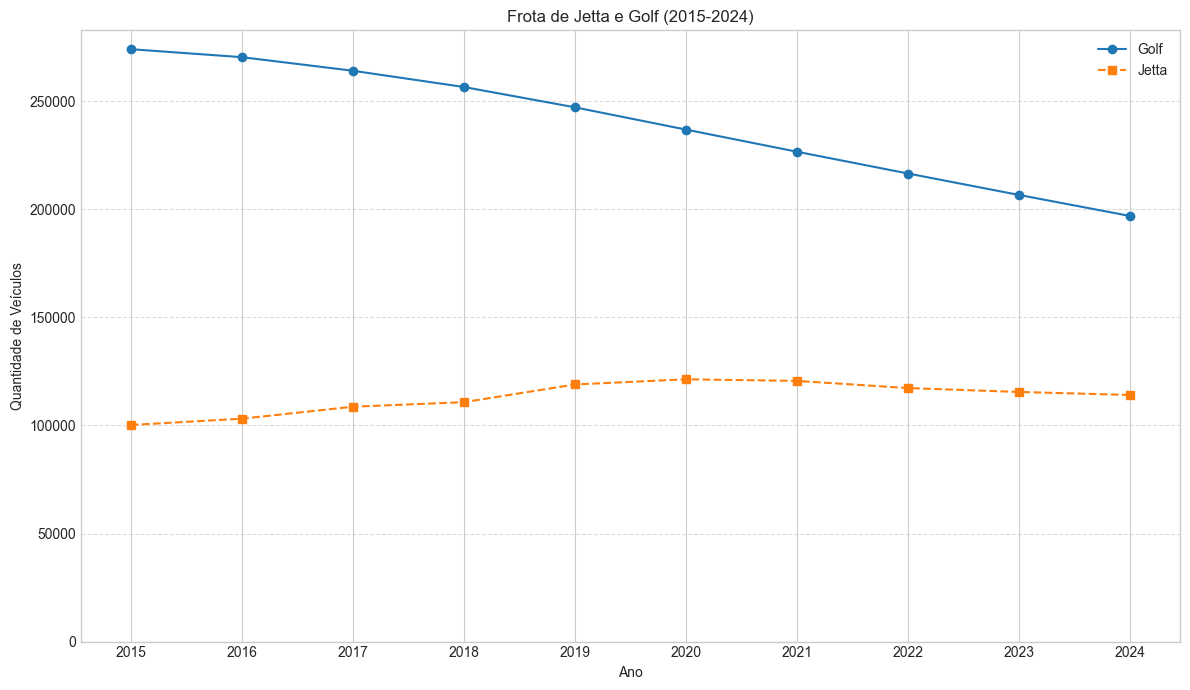 Frota de Jetta e Golf (2015-2024)
Golf
Jetta
Quantidade de Veículos
250000
200000
150000
100000
50000
0
2015 2016 2017 2018 2019 2020 2021 2022 2023 2024
Ano